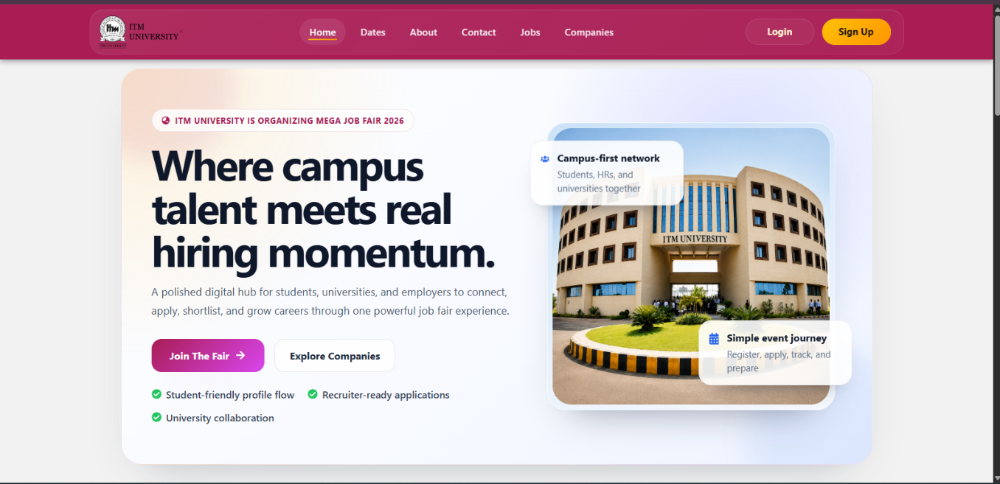 ITM
UNIVERSITY
Home
Dates
About
Contact
Jobs
Companies
Login
Sign Up
ITM UNIVERSITY IS ORGANIZING MEGA JOB FAIR 2026
Where campus
talent meets real
hiring momentum.
A polished digital hub for students, universities, and employers to connect,
apply, shortlist, and grow careers through one powerful job fair experience.
Join The Fair
Explore Companies
Student-friendly profile flow
Recruiter-ready applications
University collaboration
Campus-first network
Students, HRs, and
universities together
ITM UNIVERSITY
Simple event journey
Register, apply, track, and
prepare